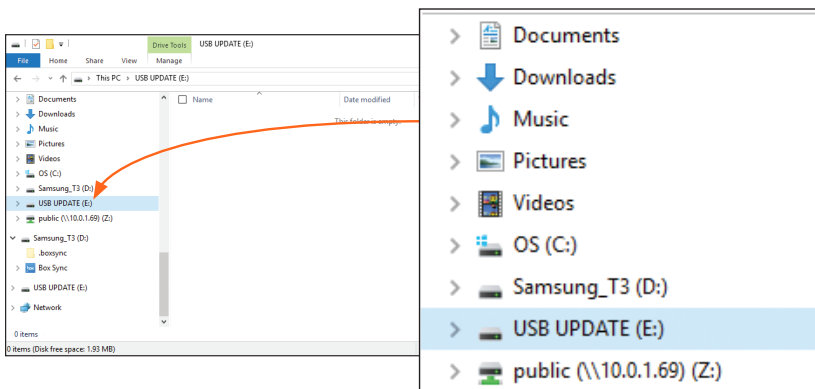 Drive Tools USB UPDATE (E:)
File Home Share View Manage
This PC › USB UPDATE (E:)
Documents
Downloads
Music
Pictures
Videos
OS (C:)
Samsung_T3 (D:)
USB UPDATE (E:)
public (\\10.0.1.69) (Z:)
Samsung_T3 (D:)
.boxsync
Box Sync
USB UPDATE (E:)
Network
0 items
0 items (Disk free space: 1.93 MB)
Name Date modified
This folder is empty.
Documents
Downloads
Music
Pictures
Videos
OS (C:)
Samsung_T3 (D:)
USB UPDATE (E:)
public (\\10.0.1.69) (Z:)